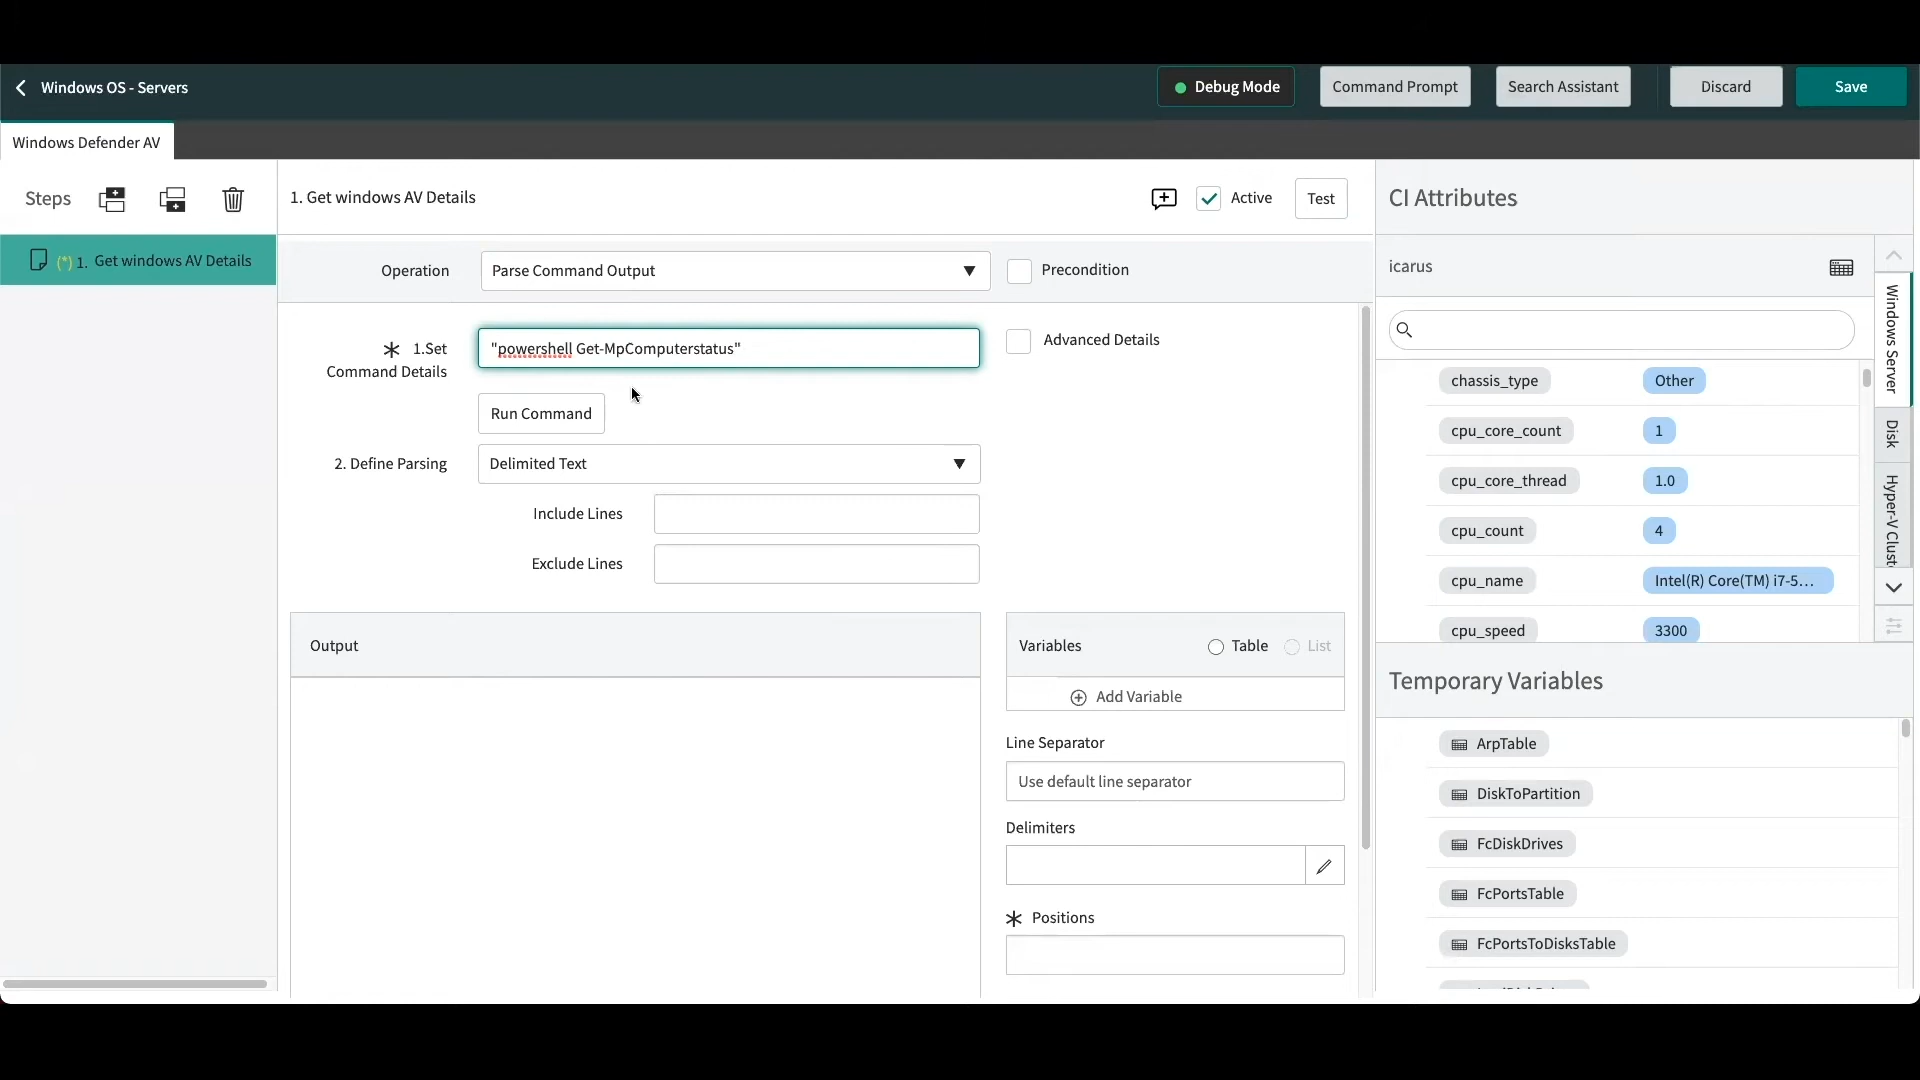 Windows OS - Servers
Debug Mode
Command Prompt
Search Assistant
Discard
Save
Windows Defender AV
Steps
1. Get windows AV Details
Active
Test
CI Attributes
(*) 1. Get windows AV Details
Operation
Parse Command Output
Precondition
icarus
1.Set
Command Details
"powershell Get-MpComputerstatus"
Advanced Details
Run Command
2. Define Parsing
Delimited Text
Include Lines
Exclude Lines
chassis_type
Other
cpu_core_count
1
cpu_core_thread
1.0
cpu_count
4
cpu_name
Intel(R) Core(TM) i7-5...
cpu_speed
3300
Windows Server
Disk
Hyper-V Clust
Output
Variables
Table
List
Add Variable
Line Separator
Use default line separator
Delimiters
Positions
Temporary Variables
ArpTable
DiskToPartition
FcDiskDrives
FcPortsTable
FcPortsToDisksTable